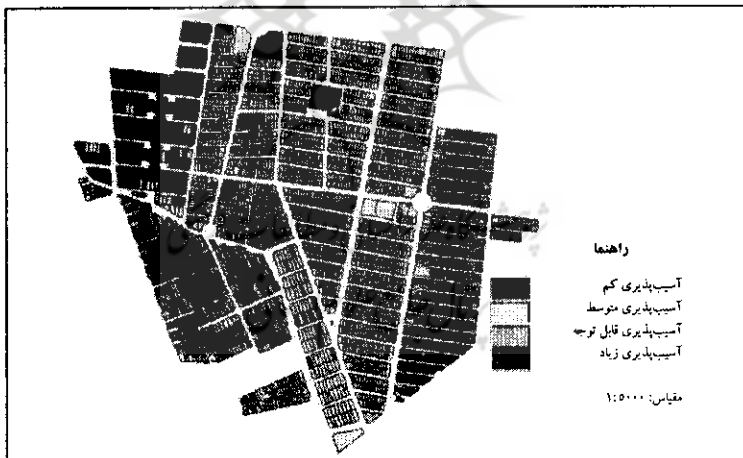 راهنما
آسیب‌پذیری کم
آسیب‌پذیری متوسط
آسیب‌پذیری قابل توجه
آسیب‌پذیری زیاد
مقیاس: ۱:۵۰۰۰